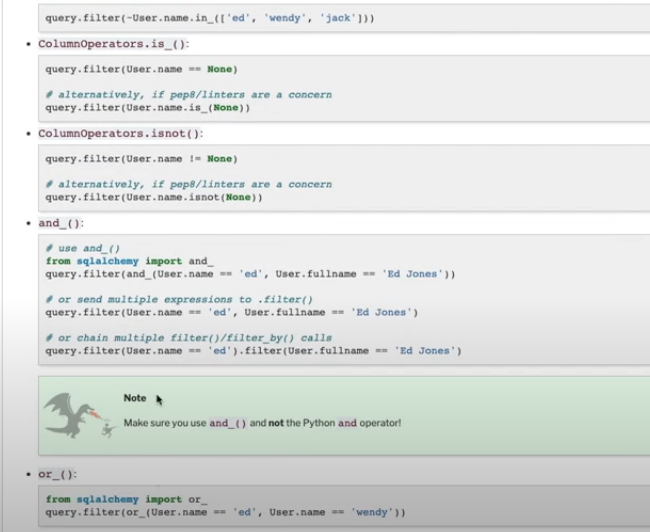 query.filter(~User.name.in_(['ed', 'wendy', 'jack']))
• ColumnOperators.is_():
query.filter(User.name == None)
# alternatively, if pep8/linters are a concern
query.filter(User.name.is_(None))
• ColumnOperators.isnot():
query.filter(User.name != None)
# alternatively, if pep8/linters are a concern
query.filter(User.name.isnot(None))
• and_():
# use and_()
from sqlalchemy import and_
query.filter(and_(User.name == 'ed', User.fullname == 'Ed Jones'))
# or send multiple expressions to .filter()
query.filter(User.name == 'ed', User.fullname == 'Ed Jones')
# or chain multiple filter()/filter_by() calls
query.filter(User.name == 'ed').filter(User.fullname == 'Ed Jones')
Note
Make sure you use and_() and not the Python and operator!
• or_():
from sqlalchemy import or_
query.filter(or_(User.name == 'ed', User.name == 'wendy'))